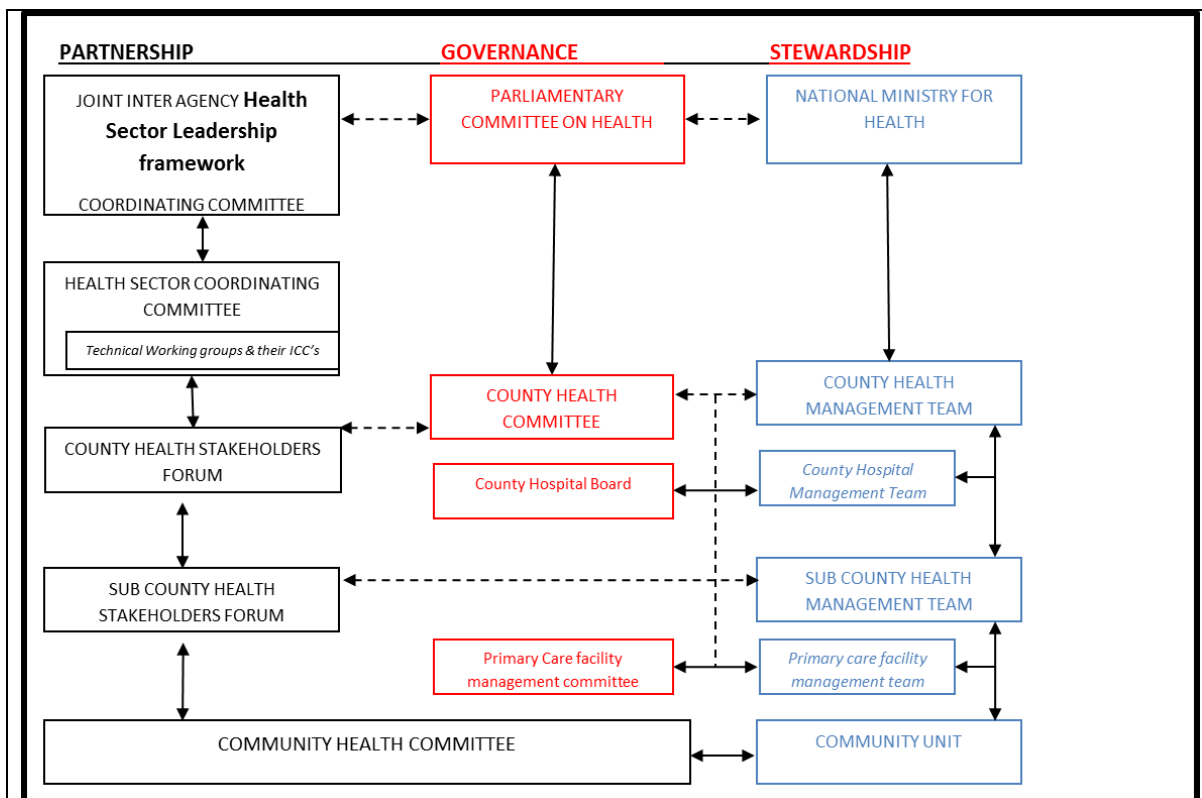 PARTNERSHIP
GOVERNANCE
STEWARDSHIP
JOINT INTER AGENCY Health
Sector Leadership
framework
COORDINATING COMMITTEE
PARLIAMENTARY
COMMITTEE ON HEALTH
NATIONAL MINISTRY FOR
HEALTH
HEALTH SECTOR COORDINATING
COMMITTEE
Technical Working groups & their ICC's
COUNTY HEALTH STAKEHOLDERS
FORUM
COUNTY HEALTH
COMMITTEE
COUNTY HEALTH
MANAGEMENT TEAM
County Hospital Board
County Hospital
Management Team
SUB COUNTY HEALTH
STAKEHOLDERS FORUM
SUB COUNTY HEALTH
MANAGEMENT TEAM
Primary Care facility
management committee
Primary care facility
management team
COMMUNITY HEALTH COMMITTEE
COMMUNITY UNIT